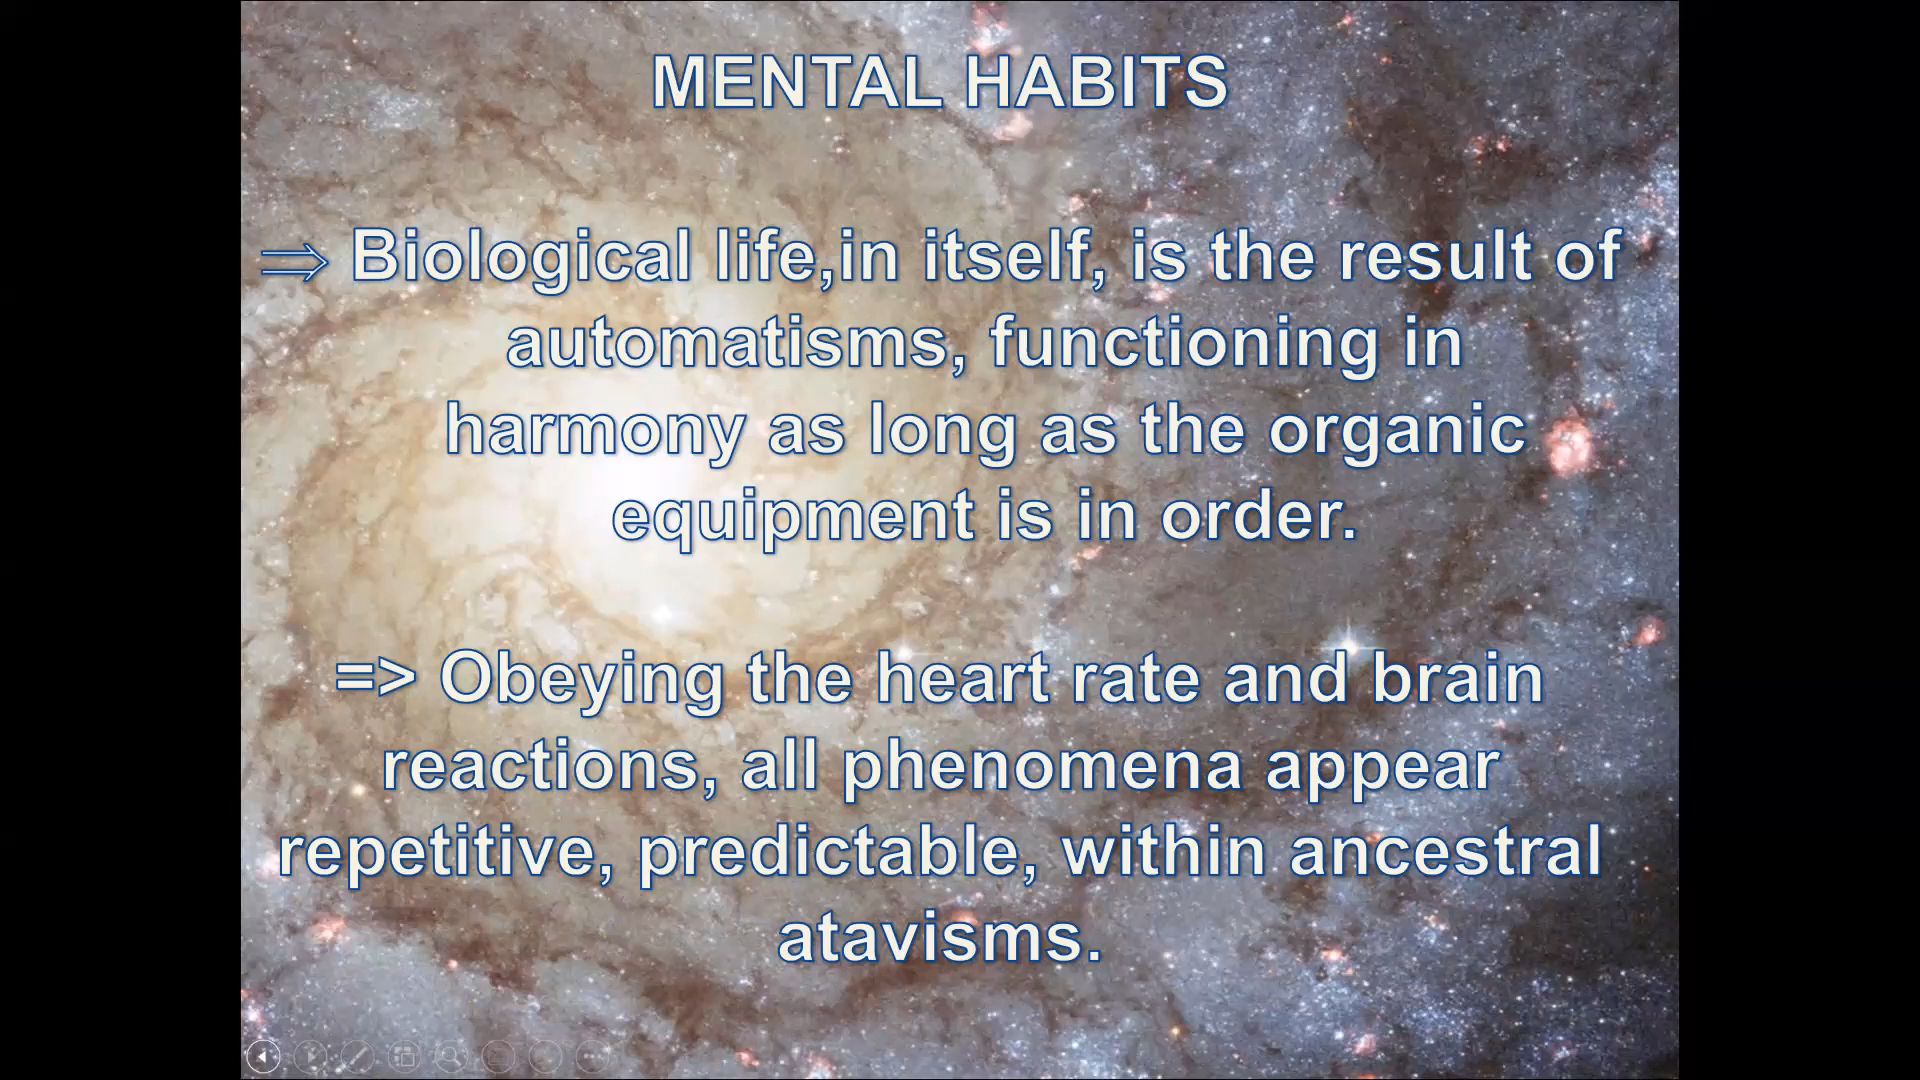 MENTAL HABITS
⇒ Biological life,in itself, is the result of
automatisms, functioning in
harmony as long as the organic
equipment is in order.
=> Obeying the heart rate and brain
reactions, all phenomena appear
repetitive, predictable, within ancestral
atavisms.